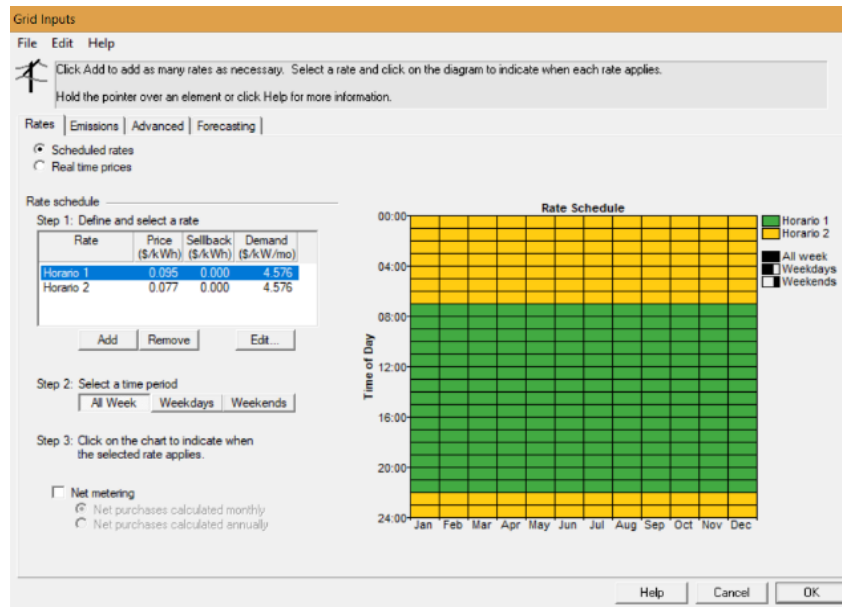 Grid Inputs
File Edit Help
Click Add to add as many rates as necessary. Select a rate and click on the diagram to indicate when each rate applies.
Hold the pointer over an element or click Help for more information.
Rates Emissions Advanced Forecasting
Scheduled rates
Real time prices
Rate schedule
Step 1: Define and select a rate
Rate Price Sellback Demand
($/kWh) ($/kWh) ($/kW/mo)
Horario 1 0.095 0.000 4.576
Horario 2 0.077 0.000 4.576
Add Remove Edit...
Step 2: Select a time period
All Week Weekdays Weekends
Step 3: Click on the chart to indicate when
the selected rate applies.
Net metering
Net purchases calculated monthly
Net purchases calculated annually
Rate Schedule
Time of Day
00:00
04:00
08:00
12:00
16:00
20:00
24:00
Jan Feb Mar Apr May Jun Jul Aug Sep Oct Nov Dec
Horario 1
Horario 2
All week
Weekdays
Weekends
Help Cancel OK